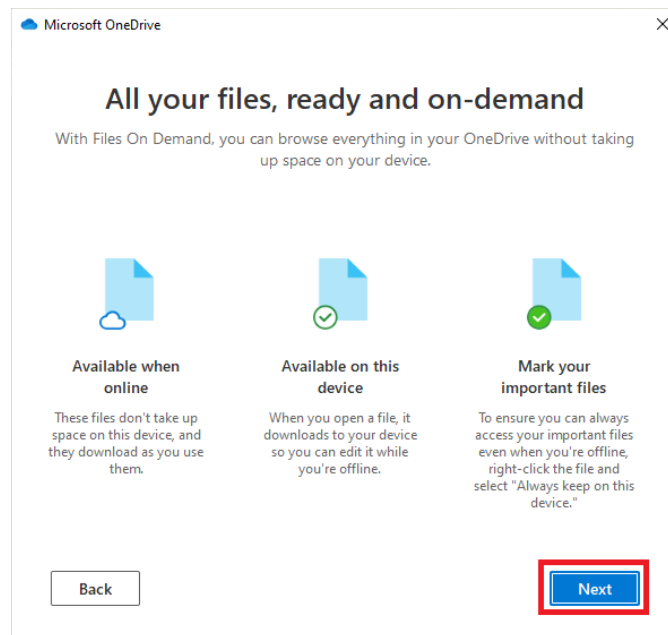 Microsoft OneDrive
All your files, ready and on-demand
With Files On Demand, you can browse everything in your OneDrive without taking
up space on your device.
Available when
online
These files don't take up
space on this device, and
they download as you use
them.
Available on this
device
When you open a file, it
downloads to your device
so you can edit it while
you're offline.
Mark your
important files
To ensure you can always
access your important files
even when you're offline,
right-click the file and
select "Always keep on this
device."
Back
Next